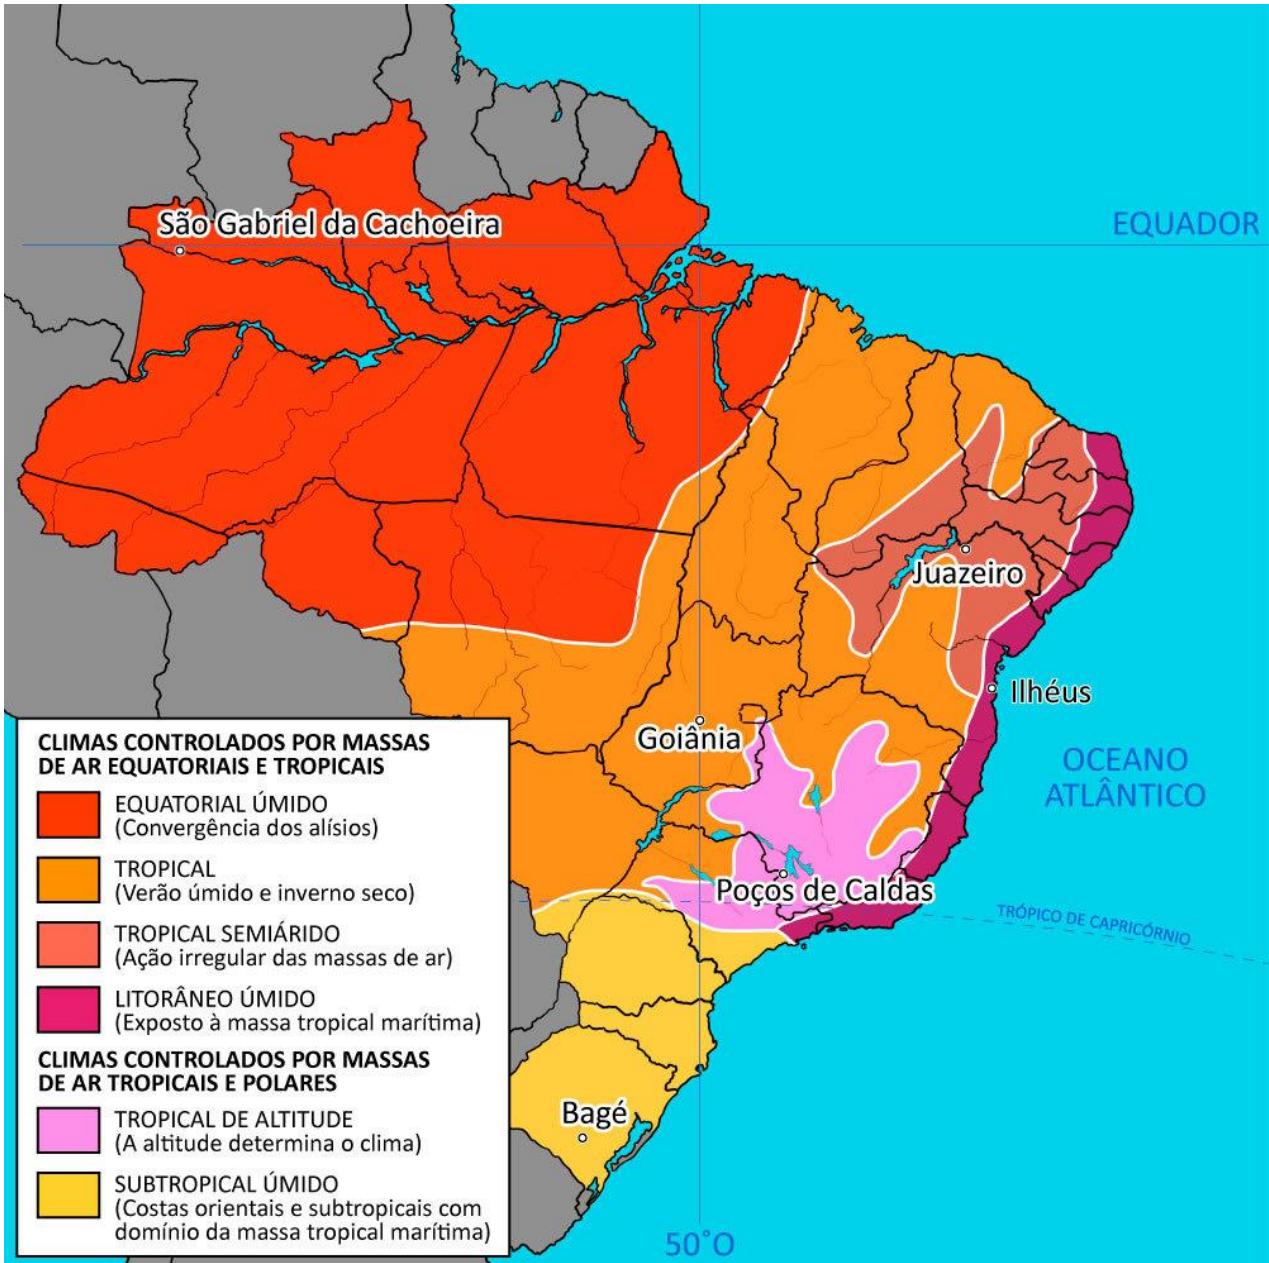 São Gabriel da Cachoeira
EQUADOR
Juazeiro
Ilhéus
Goiânia
OCEANO
ATLÂNTICO
Poços de Caldas
TRÓPICO DE CAPRICÓRNIO
Bagé
50°O
CLIMAS CONTROLADOS POR MASSAS
DE AR EQUATORIAIS E TROPICAIS
EQUATORIAL ÚMIDO
(Convergência dos alísios)
TROPICAL
(Verão úmido e inverno seco)
TROPICAL SEMIÁRIDO
(Ação irregular das massas de ar)
LITORÂNEO ÚMIDO
(Exposto à massa tropical marítima)
CLIMAS CONTROLADOS POR MASSAS
DE AR TROPICAIS E POLARES
TROPICAL DE ALTITUDE
(A altitude determina o clima)
SUBTROPICAL ÚMIDO
(Costas orientais e subtropicais com
domínio da massa tropical marítima)